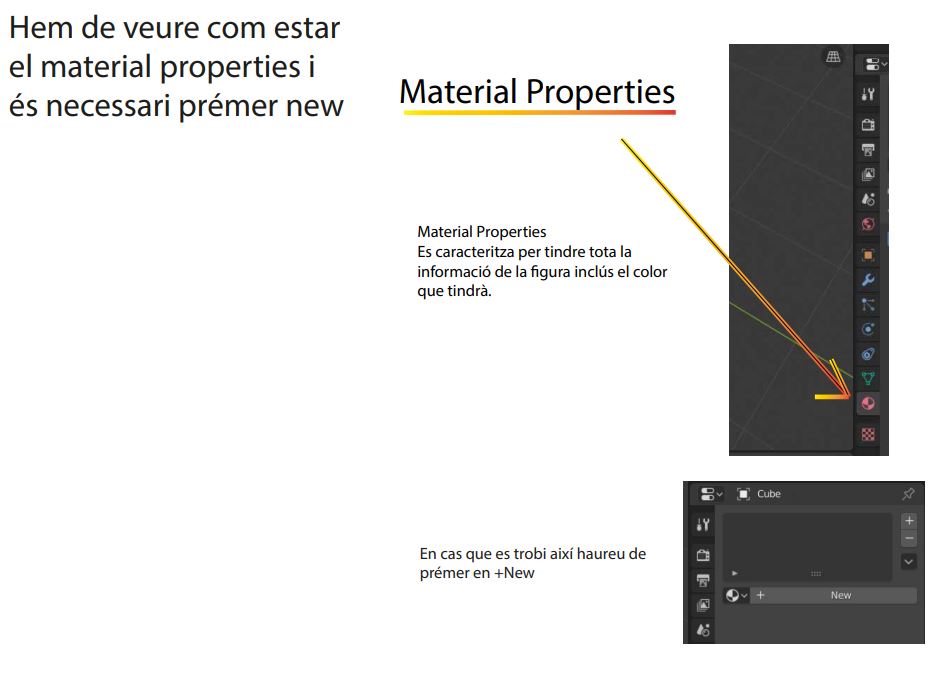 Hem de veure com estar
el material properties i
és necessari prémer new
Material Properties
Material Properties
Es caracteritza per tindre tota la
informació de la figura inclús el color
que tindrà.
En cas que es trobi així haureu de
prémer en +New
Cube
+
−
+ New